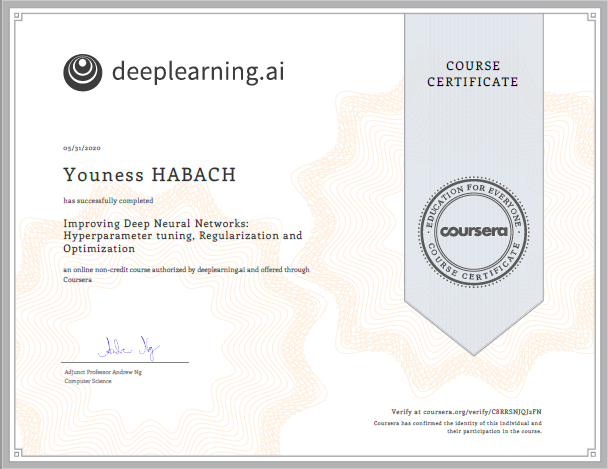 deeplearning.ai
COURSE
CERTIFICATE
05/31/2020
Youness HABACH
has successfully completed
Improving Deep Neural Networks:
Hyperparameter tuning, Regularization and
Optimization
an online non-credit course authorized by deeplearning.ai and offered through
Coursera
EDUCATION FOR EVERYONE
coursera
COURSE CERTIFICATE
Adjunct Professor Andrew Ng
Computer Science
Verify at coursera.org/verify/C8RRSNJQJ2FN
Coursera has confirmed the identity of this individual and
their participation in the course.